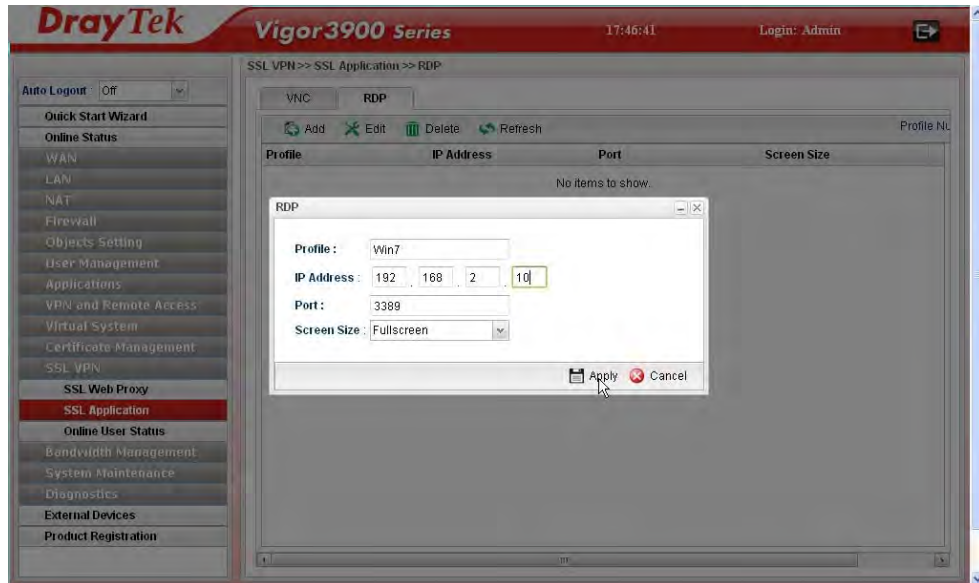 DrayTek
Vigor3900 Series
17:46:41
Login: Admin
SSL VPN >> SSL Application >> RDP
Auto Logout : Off
Quick Start Wizard
Online Status
WAN
LAN
NAT
Firewall
Objects Setting
User Management
Applications
VPN and Remote Access
Virtual System
Certificate Management
SSL VPN
SSL Web Proxy
SSL Application
Online User Status
Bandwidth Management
System Maintenance
Diagnostics
External Devices
Product Registration
VNC RDP
Add Edit Delete Refresh Profile Nu
Profile IP Address Port Screen Size
No items to show.
RDP
Profile : Win7
IP Address : 192 . 168 . 2 . 10
Port : 3389
Screen Size : Fullscreen
Apply Cancel